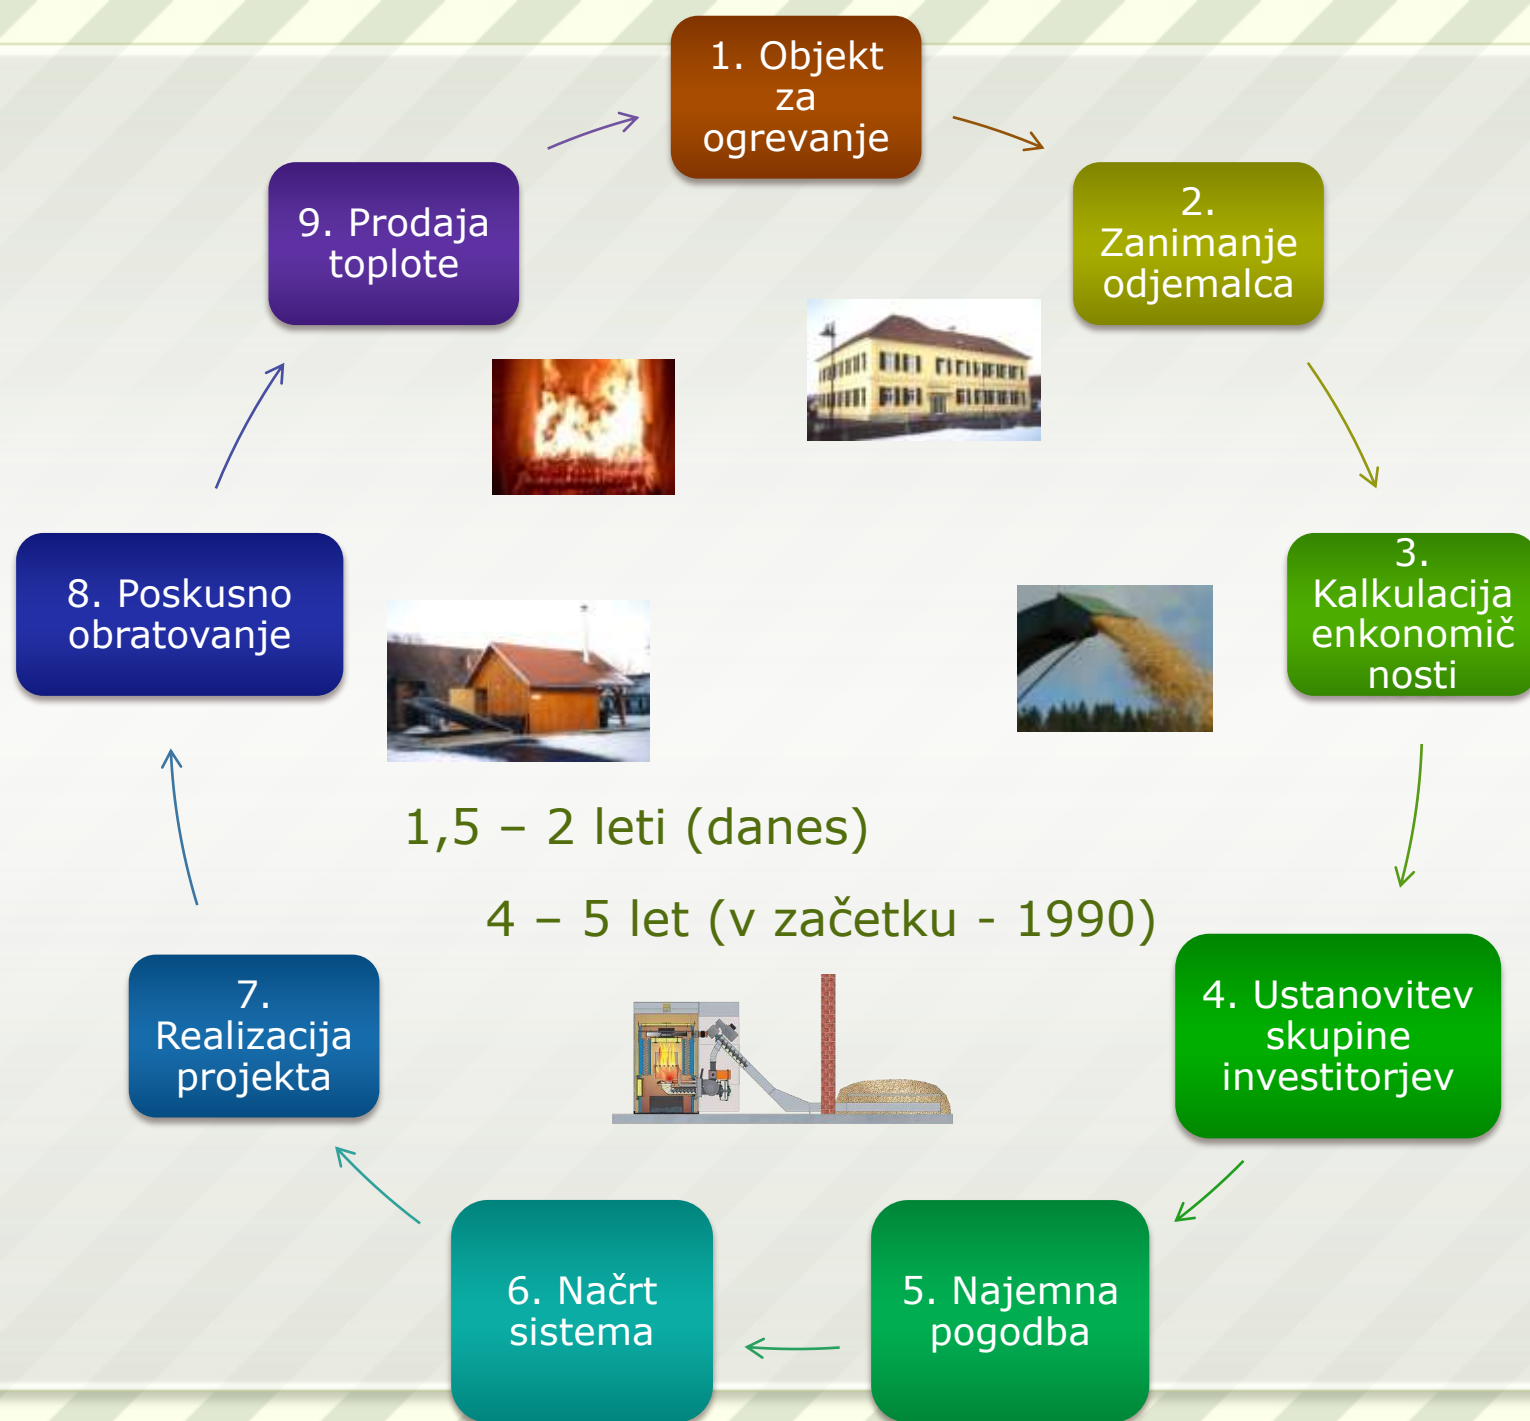 1. Objekt
za
ogrevanje
2.
Zanimanje
odjemalca
3.
Kalkulacija
enkonomič
nosti
4. Ustanovitev
skupine
investitorjev
5. Najemna
pogodba
6. Načrt
sistema
7.
Realizacija
projekta
8. Poskusno
obratovanje
9. Prodaja
toplote
1,5 – 2 leti (danes)
4 – 5 let (v začetku - 1990)